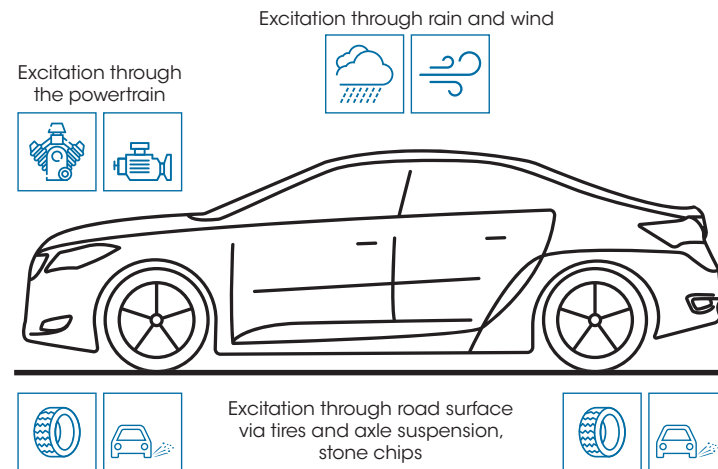 Excitation through rain and wind
Excitation through
the powertrain
Excitation through road surface
via tires and axle suspension,
stone chips